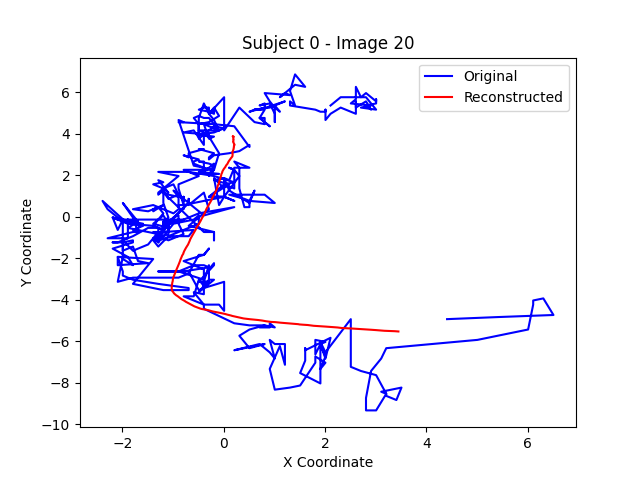 Subject 0 - Image 20
Original
Reconstructed
6
4
2
0
−2
−4
−6
−8
−10
Y Coordinate
−2
0
2
4
6
X Coordinate